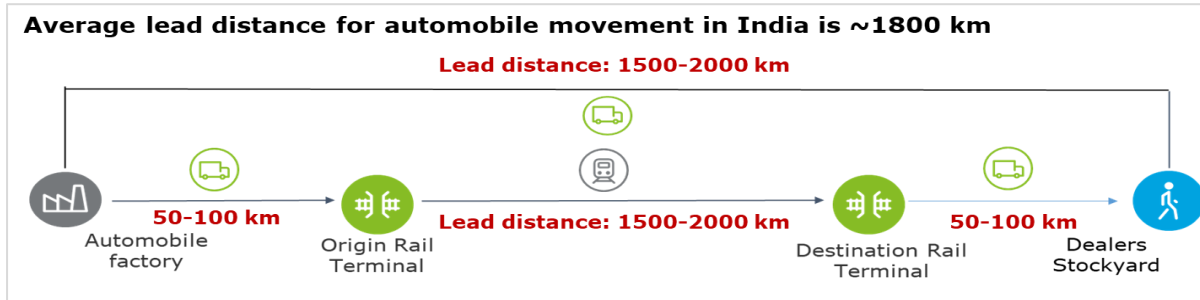 Average lead distance for automobile movement in India is ~1800 km
Lead distance: 1500-2000 km
50-100 km
Lead distance: 1500-2000 km
50-100 km
Automobile
factory
Origin Rail
Terminal
Destination Rail
Terminal
Dealers
Stockyard